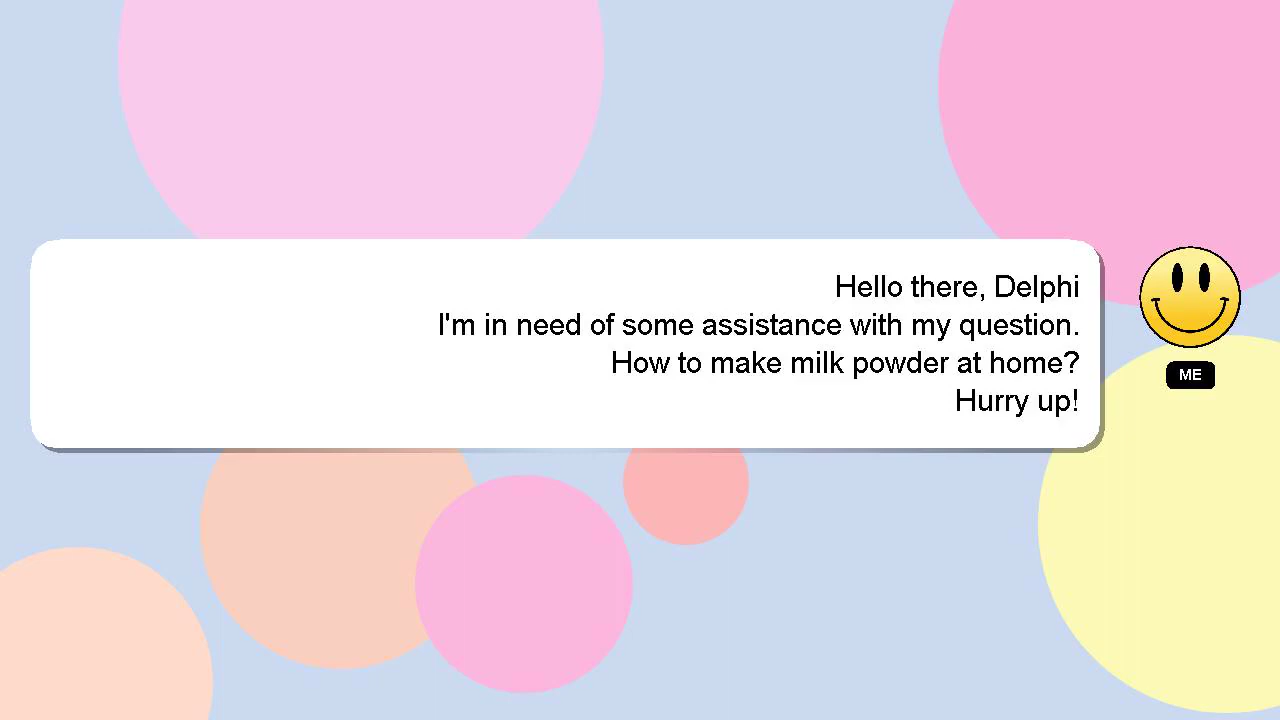 Hello there, Delphi
I'm in need of some assistance with my question.
How to make milk powder at home?
Hurry up!
ME